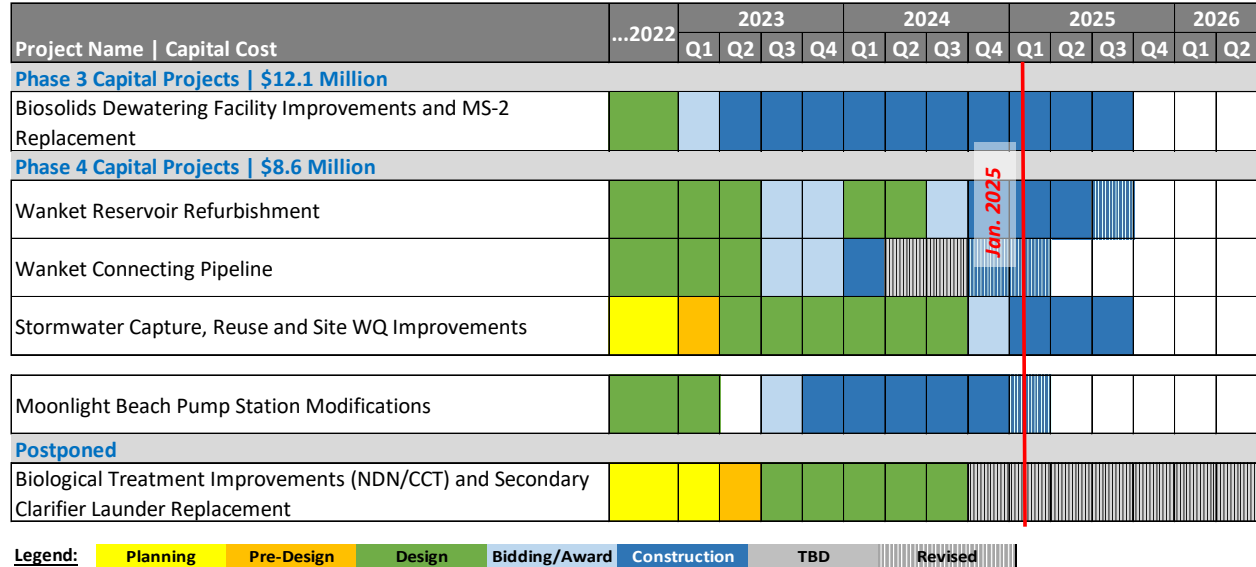 ...2022 2023 2024 2025 2026
Project Name | Capital Cost Q1 Q2 Q3 Q4 Q1 Q2 Q3 Q4 Q1 Q2 Q3 Q4 Q1 Q2
Phase 3 Capital Projects | $12.1 Million
Biosolids Dewatering Facility Improvements and MS-2
Replacement
Phase 4 Capital Projects | $8.6 Million
Jan. 2025
Wanket Reservoir Refurbishment
Wanket Connecting Pipeline
Stormwater Capture, Reuse and Site WQ Improvements
Moonlight Beach Pump Station Modifications
Postponed
Biological Treatment Improvements (NDN/CCT) and Secondary
Clarifier Launder Replacement
Legend: Planning Pre-Design Design Bidding/Award Construction TBD Revised